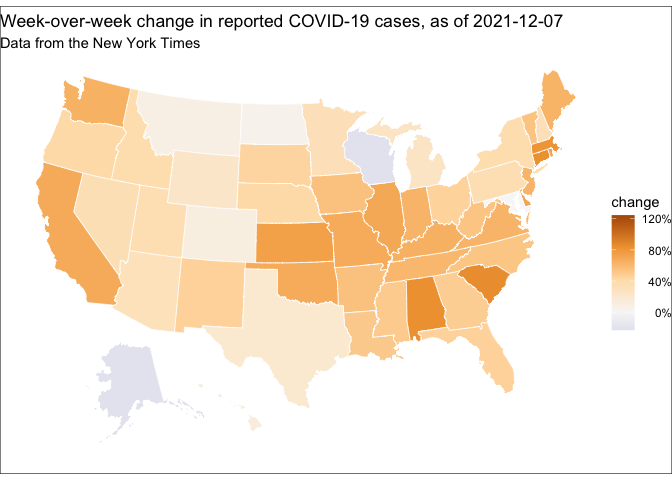 Week-over-week change in reported COVID-19 cases, as of 2021-12-07
Data from the New York Times
change
120%
80%
40%
0%